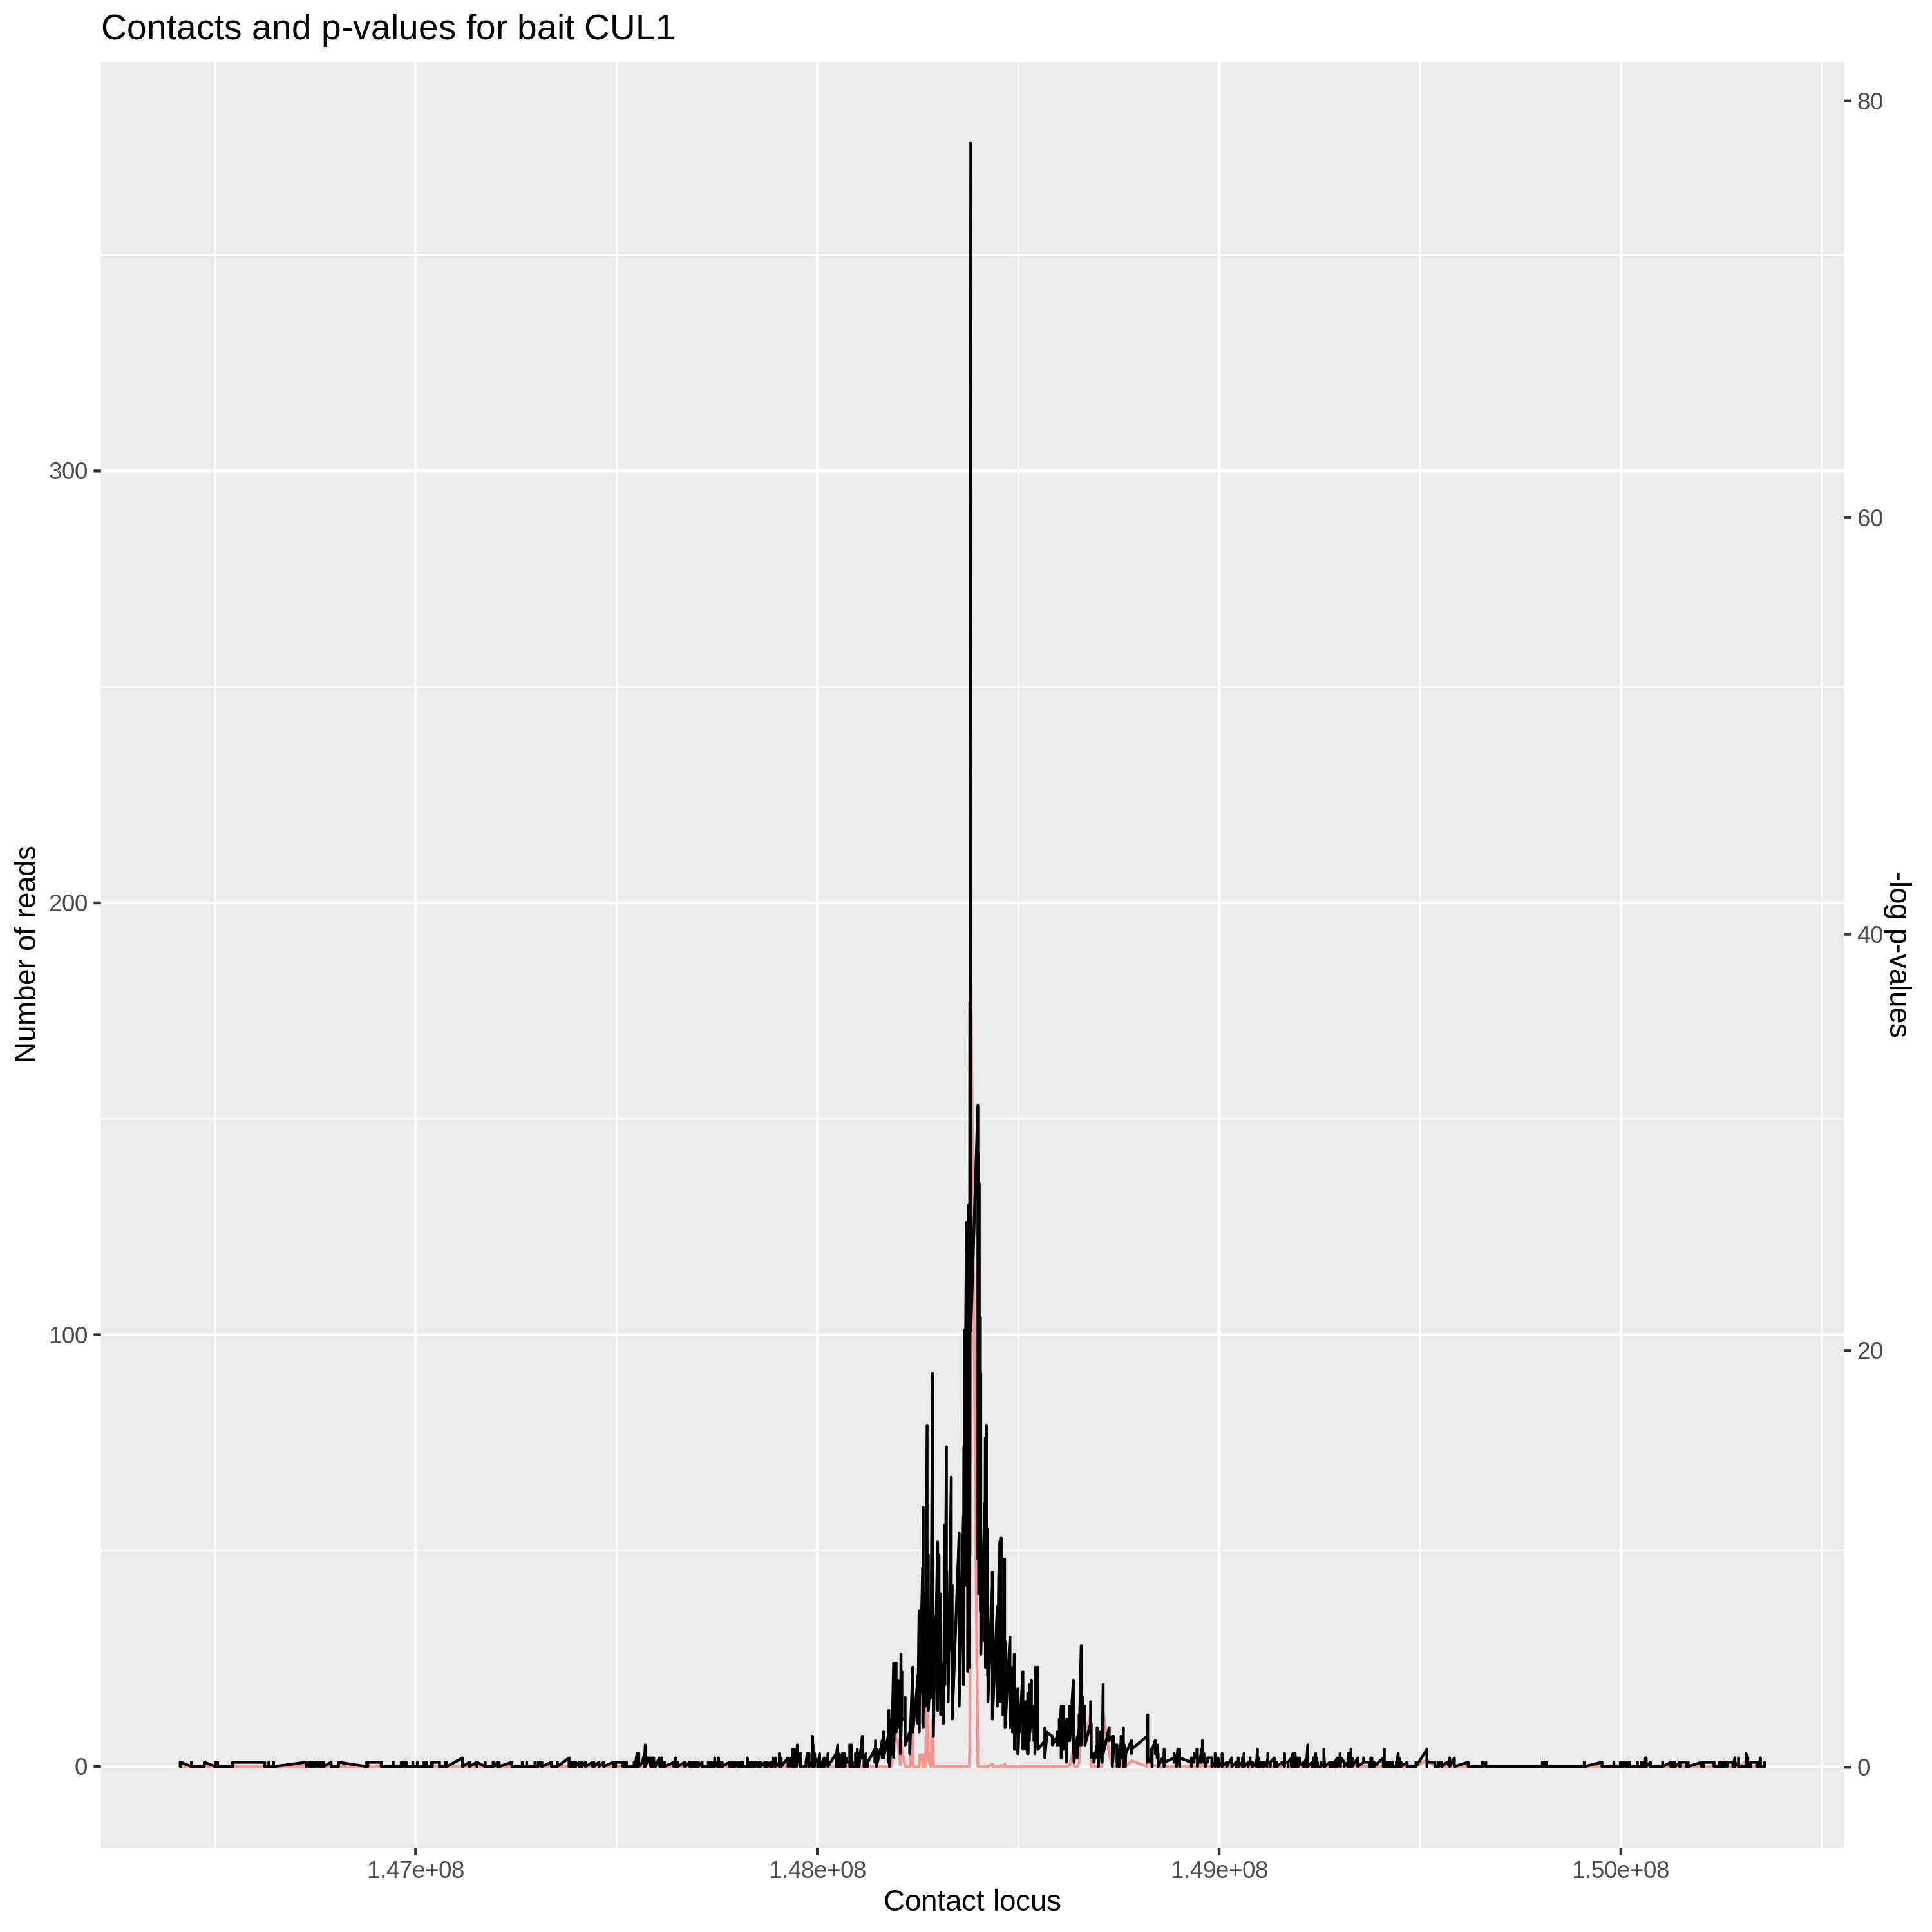 Contacts and p-values for bait CUL1
Number of reads
300
200
100
0
80
60
40
20
0
-log p-values
1.47e+08 1.48e+08 1.49e+08 1.50e+08
Contact locus